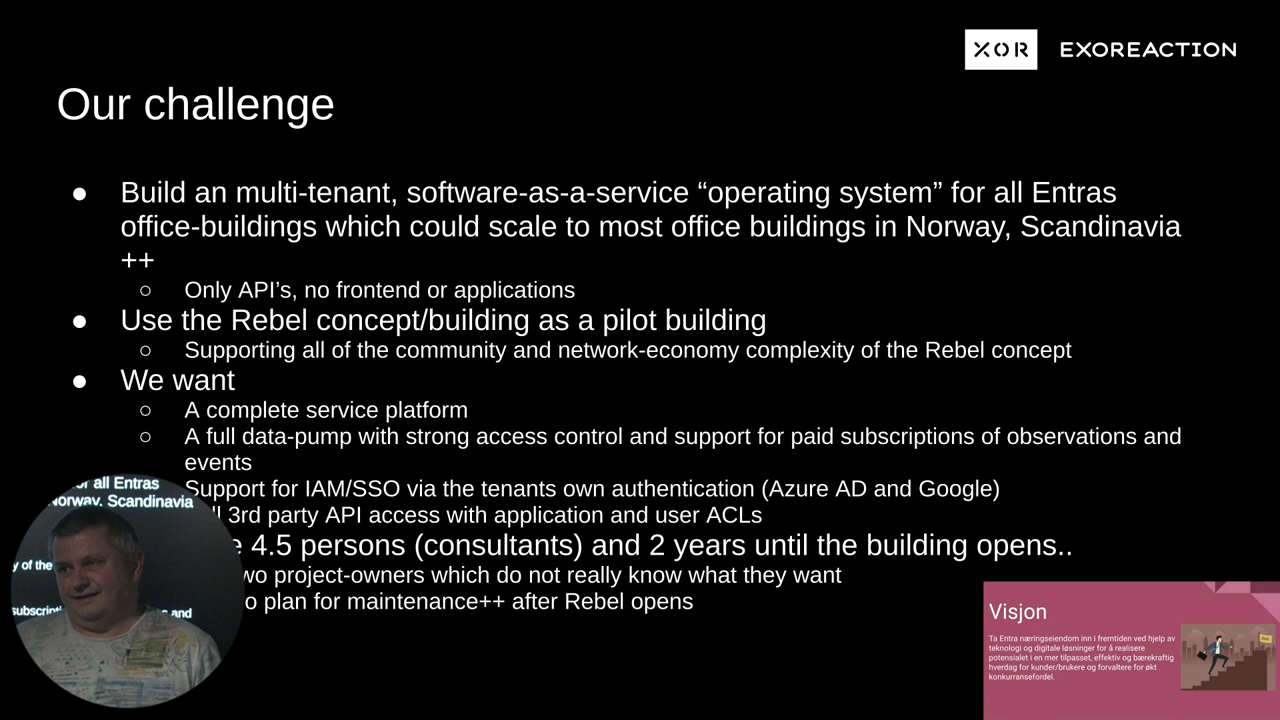 XOR EXOREACTION
Our challenge
● Build an multi-tenant, software-as-a-service “operating system” for all Entras
office-buildings which could scale to most office buildings in Norway, Scandinavia
++
○ Only API’s, no frontend or applications
● Use the Rebel concept/building as a pilot building
○ Supporting all of the community and network-economy complexity of the Rebel concept
● We want
○ A complete service platform
○ A full data-pump with strong access control and support for paid subscriptions of observations and
events
Support for IAM/SSO via the tenants own authentication (Azure AD and Google)
3rd party API access with application and user ACLs
4.5 persons (consultants) and 2 years until the building opens..
project-owners which do not really know what they want
plan for maintenance++ after Rebel opens
for all Entras
Norway, Scandinavia
of the
and
Visjon
Ta Entra næringseiendom inn i fremtiden ved hjelp av
teknologi og digitale løsninger for å realisere
potensialet i en mer tilpasset, effektiv og bærekraftig
hverdag for kunder/brukere og forvaltere for økt
konkurransefordel.